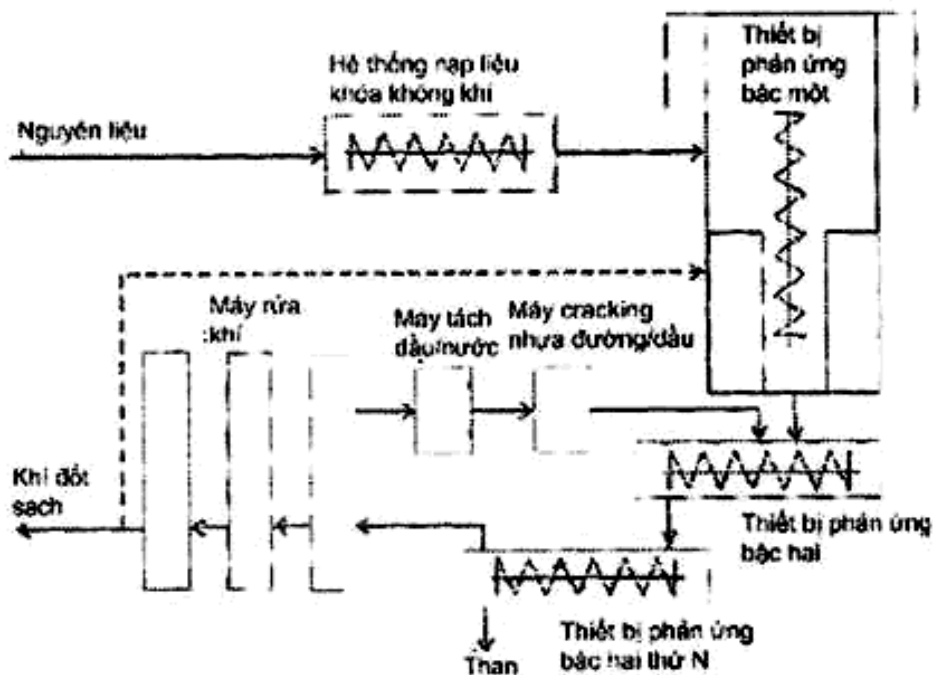 Thiết bị
phản ứng
bậc một
Hệ thống nạp liệu
khóa không khí
Nguyên liệu
Máy rửa
khí
Máy tách
dầu/nước
Máy cracking
nhựa đường/dầu
Khí đốt
sạch
Thiết bị phản ứng
bậc hai
Thiết bị phản ứng
bậc hai thứ N
Than